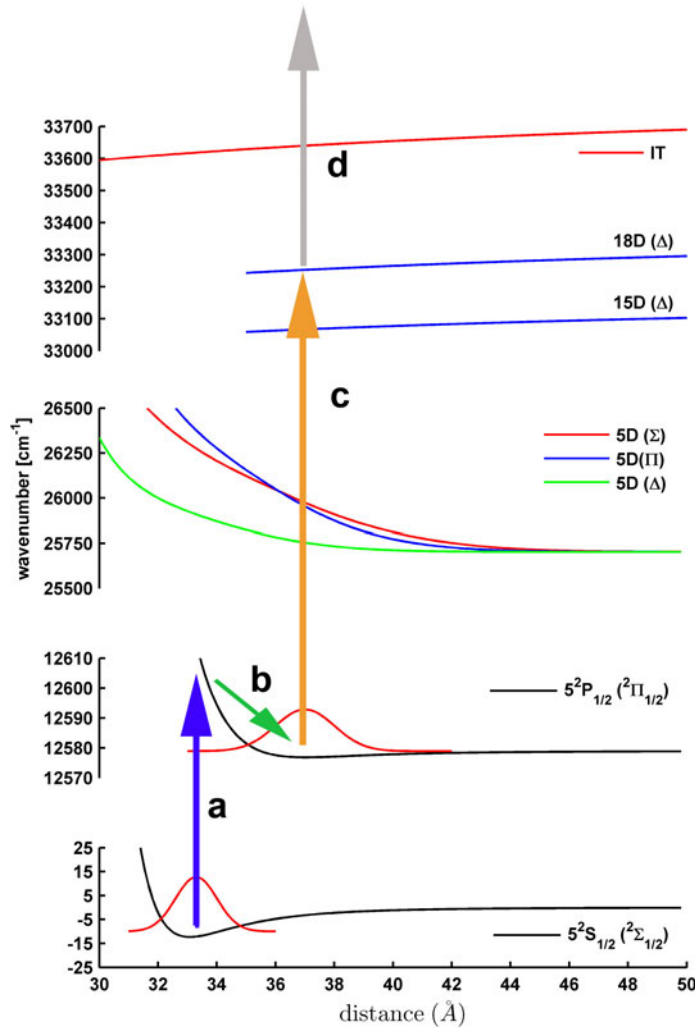 33700
33600
33500
33400
33300
33200
33100
33000
IT
d
18D (Δ)
15D (Δ)
c
26500
26250
26000
25750
25500
wavenumber [cm⁻¹]
5D (Σ)
5D(Π)
5D (Δ)
12610
12600
12590
12580
12570
b
5²P₁/₂ (²Π₁/₂)
a
25
15
5
-5
-15
-25
5²S₁/₂ (²Σ₁/₂)
30 32 34 36 38 40 42 44 46 48 50
distance (Å)